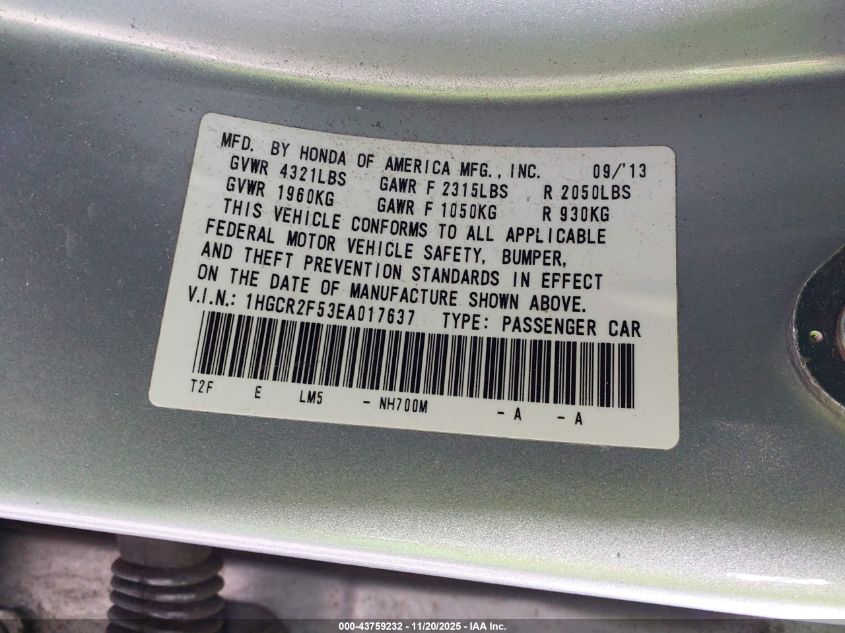 MFD. BY HONDA OF AMERICA MFG., INC. 09/'13
GVWR 4321LBS GAWR F 2315LBS R 2050LBS
GVWR 1960KG GAWR F 1050KG R 930KG
THIS VEHICLE CONFORMS TO ALL APPLICABLE
FEDERAL MOTOR VEHICLE SAFETY, BUMPER,
AND THEFT PREVENTION STANDARDS IN EFFECT
ON THE DATE OF MANUFACTURE SHOWN ABOVE.
V.I.N.: 1HGCR2F53EA017637 TYPE: PASSENGER CAR
T2F E LM5 - NH700M - A - A
000-43759232 - 11/20/2025 - IAA Inc.